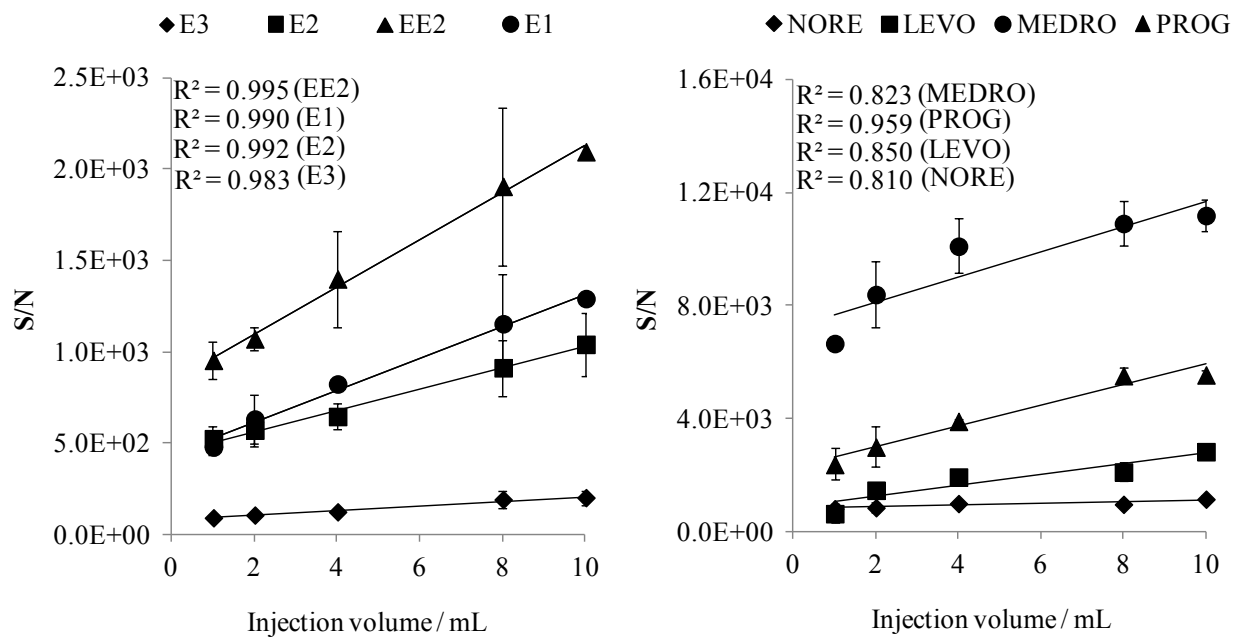 E3 E2 EE2 E1
2.5E+03
2.0E+03
1.5E+03
1.0E+03
5.0E+02
0.0E+00
S/N
R² = 0.995 (EE2)
R² = 0.990 (E1)
R² = 0.992 (E2)
R² = 0.983 (E3)
0 2 4 6 8 10
Injection volume / mL
NORE LEVO MEDRO PROG
1.6E+04
1.2E+04
8.0E+03
4.0E+03
0.0E+00
S/N
R² = 0.823 (MEDRO)
R² = 0.959 (PROG)
R² = 0.850 (LEVO)
R² = 0.810 (NORE)
0 2 4 6 8 10
Injection volume / mL